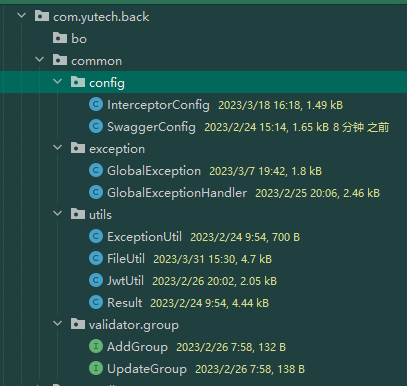 com.yutech.back
bo
common
config
InterceptorConfig 2023/3/18 16:18, 1.49 kB
SwaggerConfig 2023/2/24 15:14, 1.65 kB 8 分钟 之前
exception
GlobalException 2023/3/7 19:42, 1.8 kB
GlobalExceptionHandler 2023/2/25 20:06, 2.46 kB
utils
ExceptionUtil 2023/2/24 9:54, 700 B
FileUtil 2023/3/31 15:30, 4.7 kB
JwtUtil 2023/2/26 20:02, 2.05 kB
Result 2023/2/24 9:54, 4.44 kB
validator.group
AddGroup 2023/2/26 7:58, 132 B
UpdateGroup 2023/2/26 7:58, 138 B